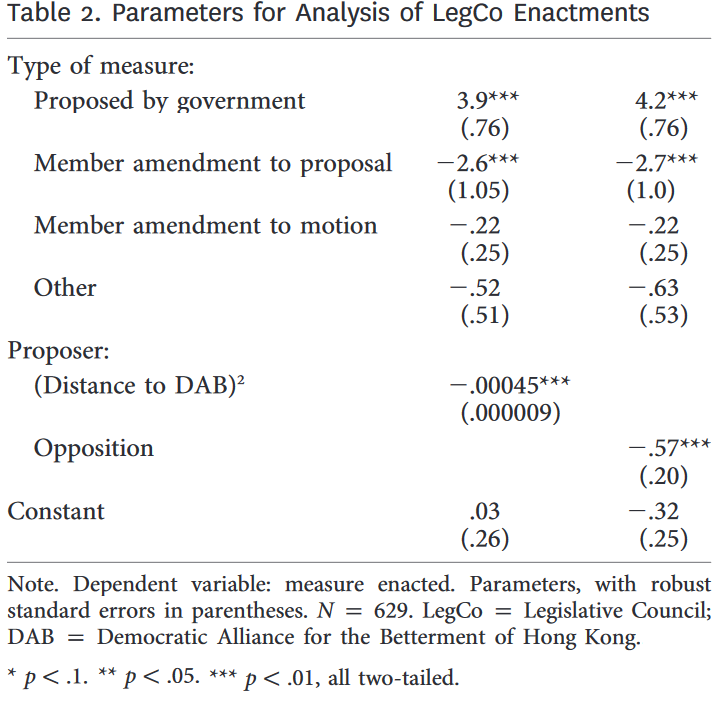 Table 2. Parameters for Analysis of LegCo Enactments
Type of measure:
Proposed by government 3.9*** 4.2***
(.76) (.76)
Member amendment to proposal −2.6*** −2.7***
(1.05) (1.0)
Member amendment to motion −.22 −.22
(.25) (.25)
Other −.52 −.63
(.51) (.53)
Proposer:
(Distance to DAB)² −.00045***
(.000009)
Opposition −.57***
(.20)
Constant .03 −.32
(.26) (.25)
Note. Dependent variable: measure enacted. Parameters, with robust
standard errors in parentheses. N = 629. LegCo = Legislative Council;
DAB = Democratic Alliance for the Betterment of Hong Kong.
* p < .1. ** p < .05. *** p < .01, all two-tailed.